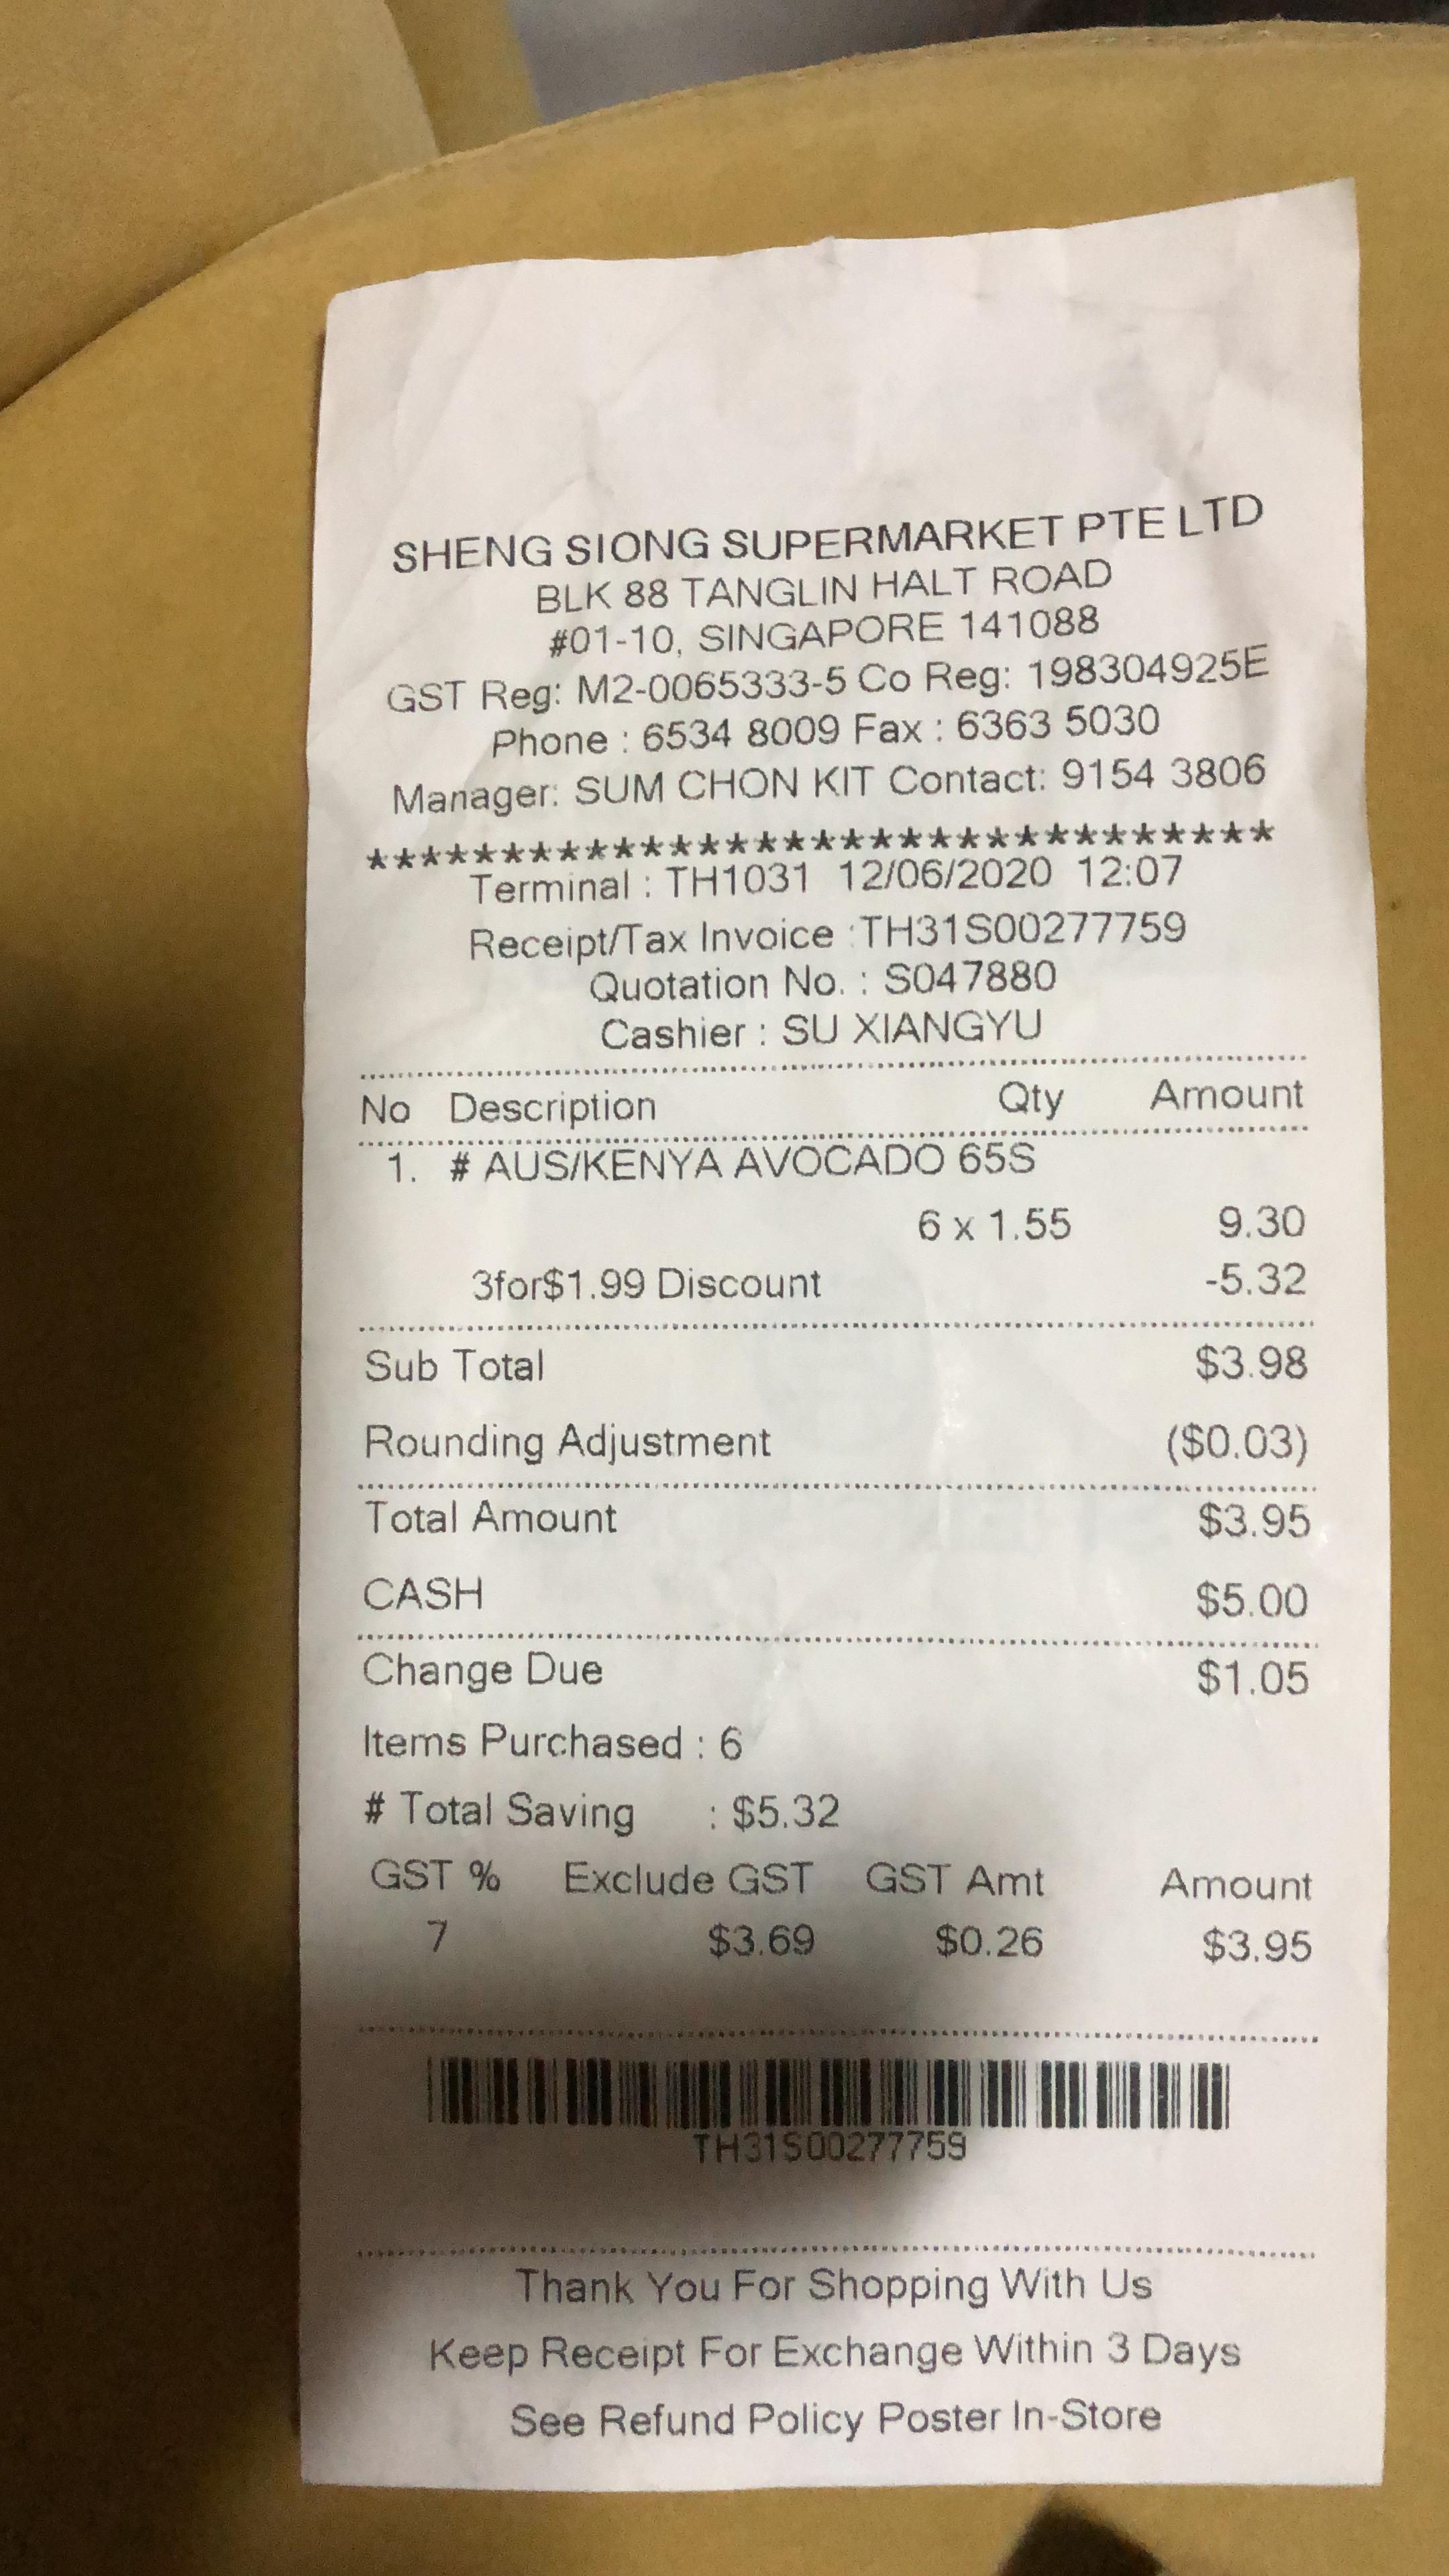 SHENG SIONG SUPERMARKET PTE LTD
BLK 88 TANGLIN HALT ROAD
#01-10, SINGAPORE 141088
GST Reg: M2-0065333-5 Co Reg: 198304925E
Phone : 6534 8009 Fax : 6363 5030
Manager: SUM CHON KIT Contact: 9154 3806
********************************
Terminal : TH1031 12/06/2020 12:07
Receipt/Tax Invoice :TH31S00277759
Quotation No. : S047880
Cashier : SU XIANGYU
No Description Qty Amount
1. # AUS/KENYA AVOCADO 65S
6 x 1.55 9.30
3for$1.99 Discount -5.32
Sub Total $3.98
Rounding Adjustment ($0.03)
Total Amount $3.95
CASH $5.00
Change Due $1.05
Items Purchased : 6
# Total Saving : $5.32
GST % Exclude GST GST Amt Amount
7 $3.69 $0.26 $3.95
TH31S00277759
Thank You For Shopping With Us
Keep Receipt For Exchange Within 3 Days
See Refund Policy Poster In-Store